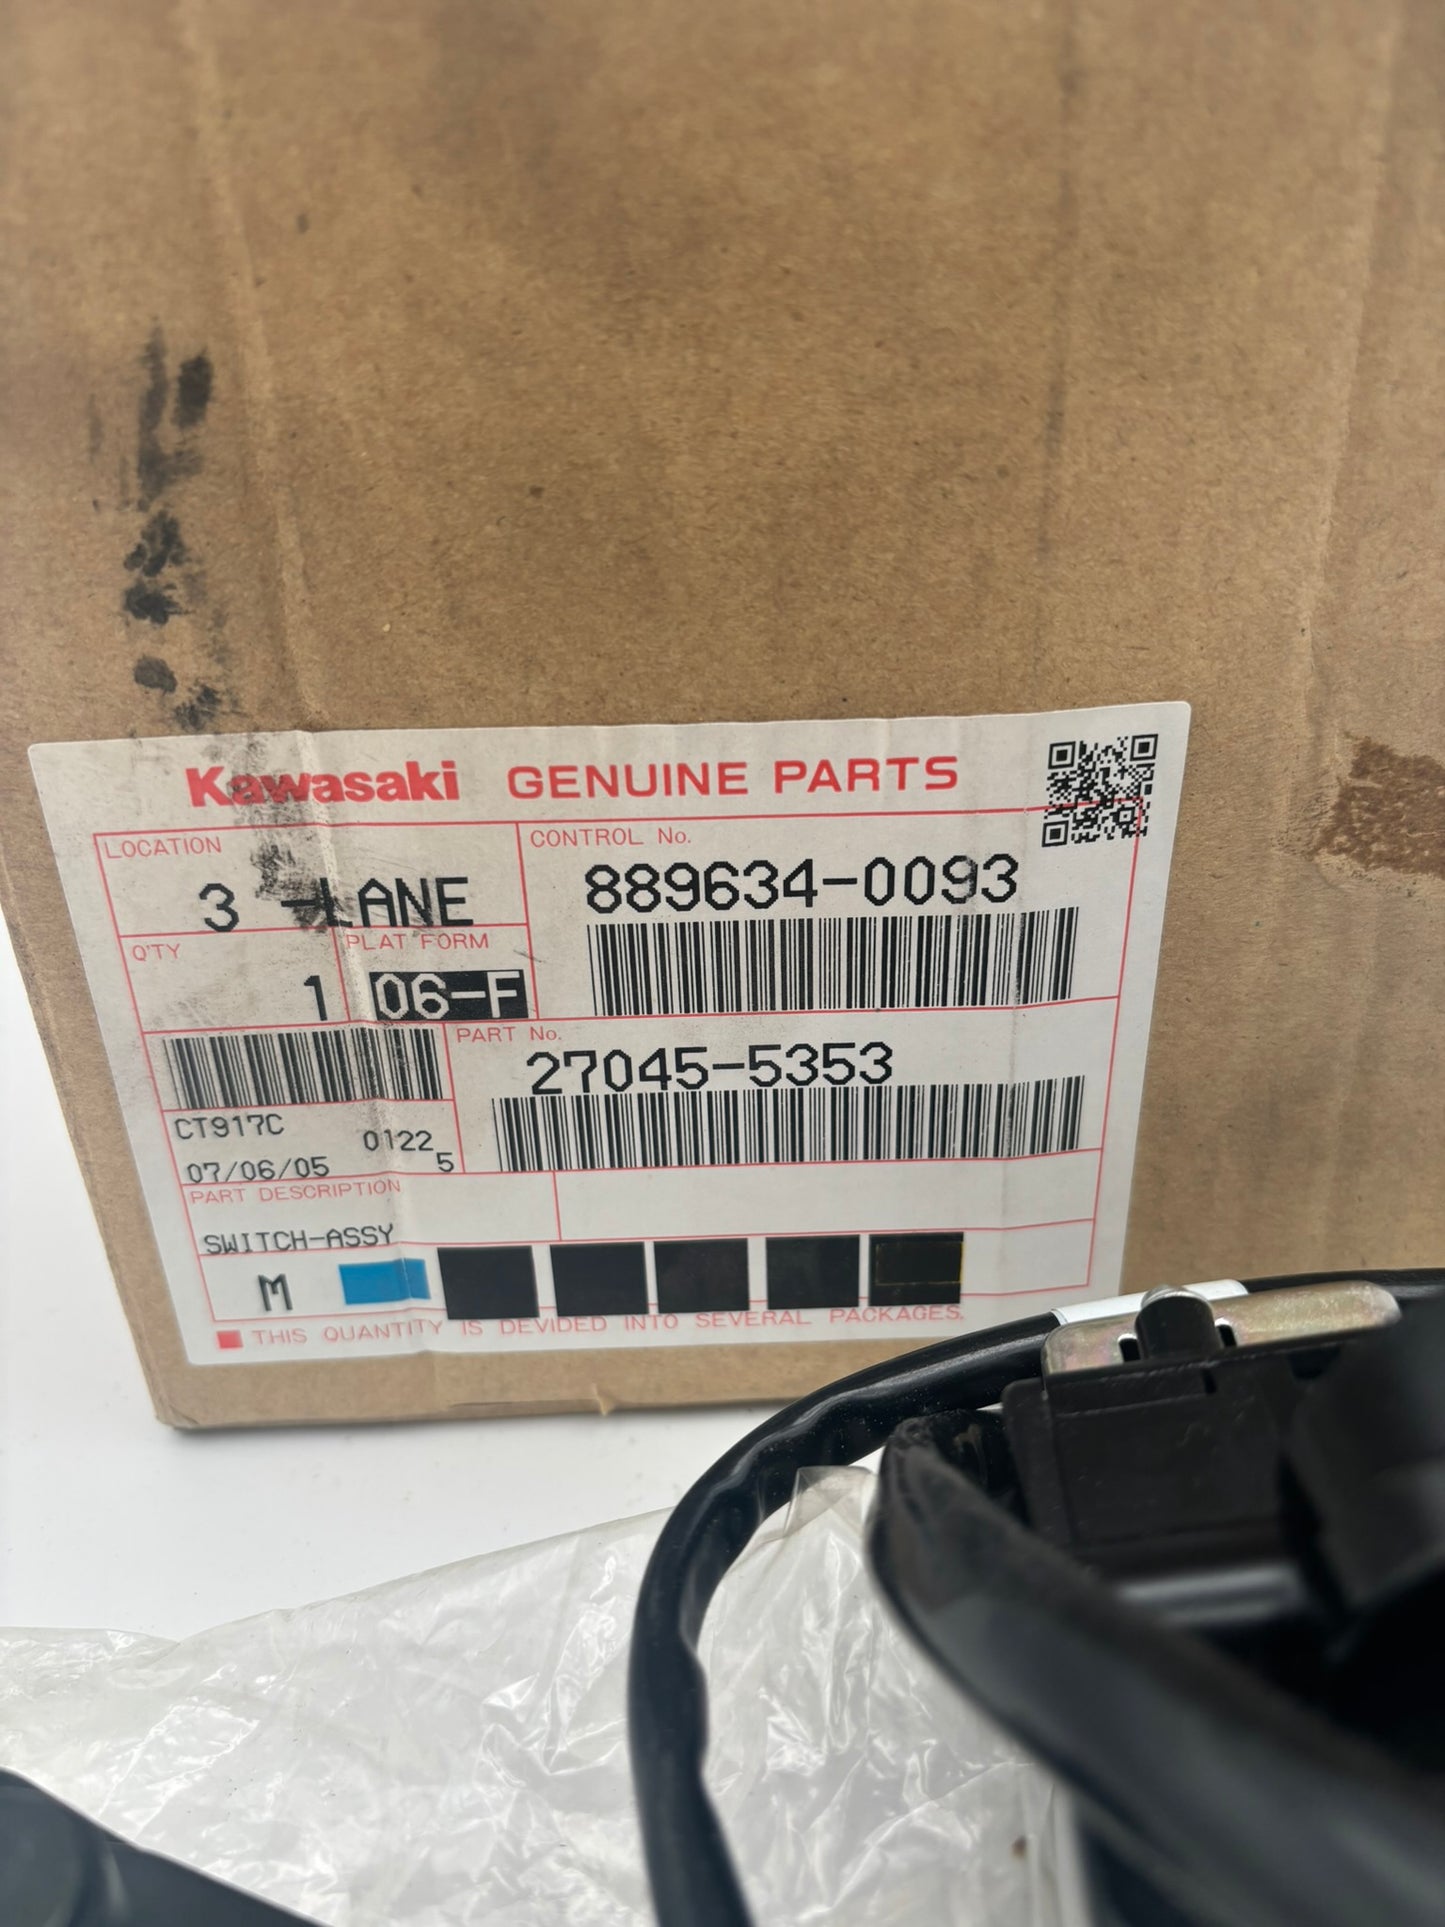 Kawasaki GENUINE PARTS
LOCATION
3 -LANE
CONTROL No.
889634-0093
Q'TY
1
PLAT FORM
06-F
PART No.
27045-5353
CT917C 0122
07/06/05 5
PART DESCRIPTION
SWITCH-ASSY
M
THIS QUANTITY IS DEVIDED INTO SEVERAL PACKAGES.